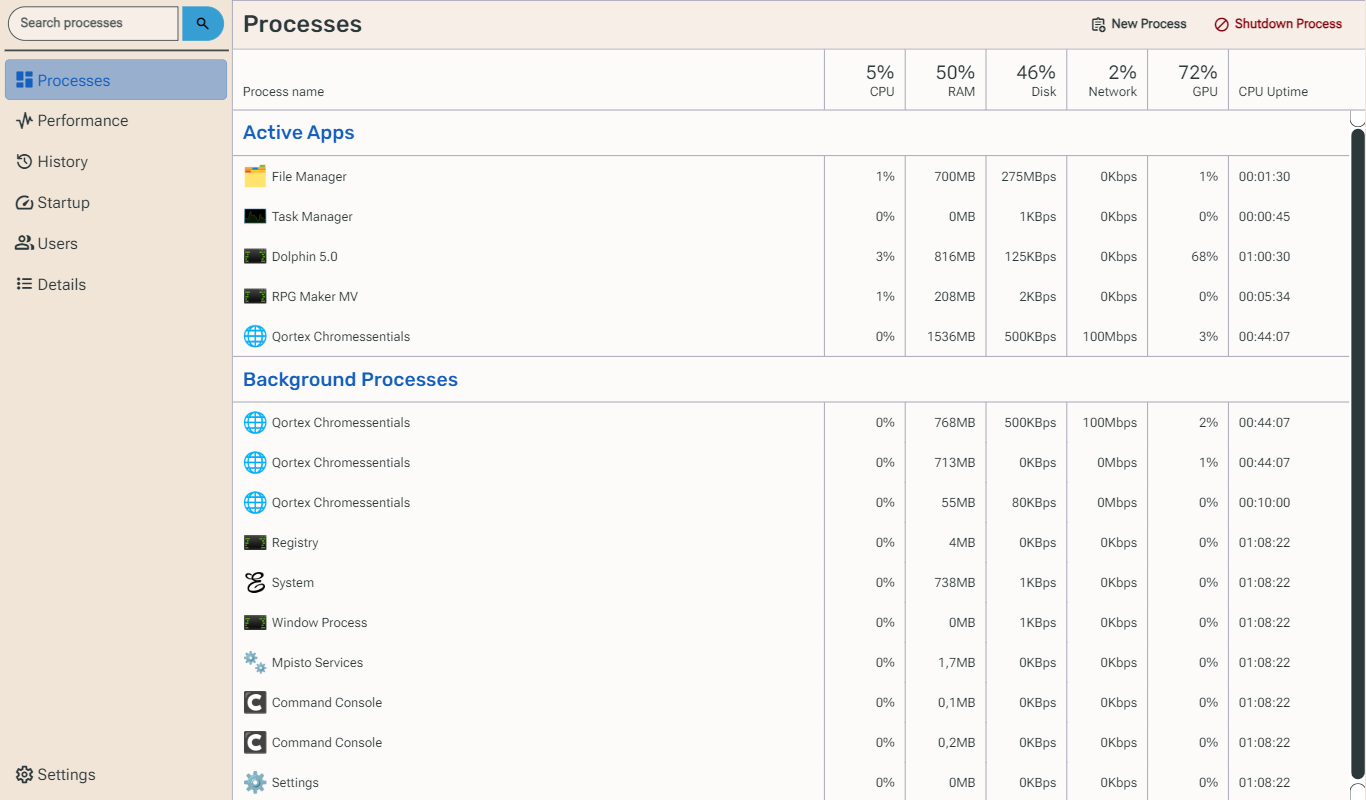 Search processes
Processes
New Process
Shutdown Process
Processes
Performance
History
Startup
Users
Details
Settings
5% 50% 46% 2% 72%
Process name CPU RAM Disk Network GPU CPU Uptime
Active Apps
File Manager 1% 700MB 275MBps 0Kbps 1% 00:01:30
Task Manager 0% 0MB 1KBps 0Kbps 0% 00:00:45
Dolphin 5.0 3% 816MB 125KBps 0Kbps 68% 01:00:30
RPG Maker MV 1% 208MB 2KBps 0Kbps 0% 00:05:34
Qortex Chromessentials 0% 1536MB 500KBps 100Mbps 3% 00:44:07
Background Processes
Qortex Chromessentials 0% 768MB 500KBps 100Mbps 2% 00:44:07
Qortex Chromessentials 0% 713MB 0KBps 0Mbps 1% 00:44:07
Qortex Chromessentials 0% 55MB 80KBps 0Mbps 0% 00:10:00
Registry 0% 4MB 0KBps 0Kbps 0% 01:08:22
System 0% 738MB 1KBps 0Kbps 0% 01:08:22
Window Process 0% 0MB 1KBps 0Kbps 0% 01:08:22
Mpisto Services 0% 1,7MB 0KBps 0Kbps 0% 01:08:22
Command Console 0% 0,1MB 0KBps 0Kbps 0% 01:08:22
Command Console 0% 0,2MB 0KBps 0Kbps 0% 01:08:22
Settings 0% 0MB 0KBps 0Kbps 0% 01:08:22